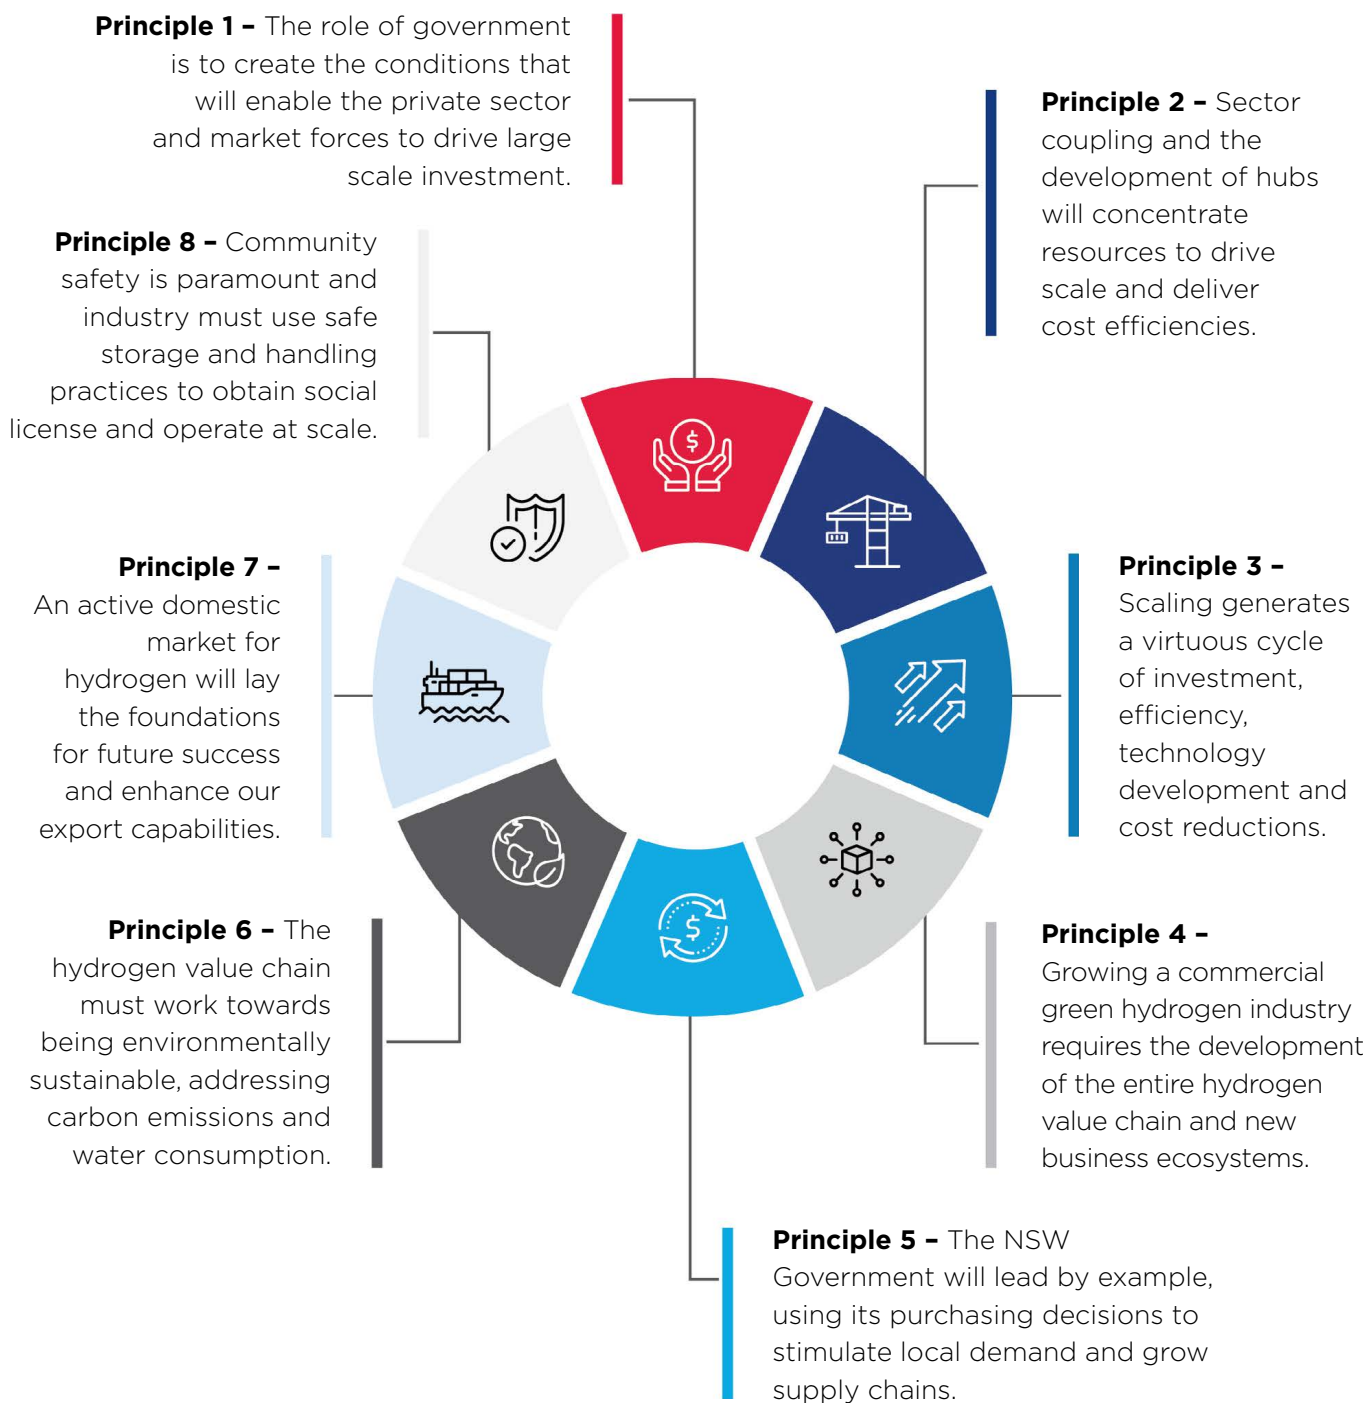 Principle 1 – The role of government
is to create the conditions that
will enable the private sector
and market forces to drive large
scale investment.
Principle 2 – Sector
coupling and the
development of hubs
will concentrate
resources to drive
scale and deliver
cost efficiencies.
Principle 3 –
Scaling generates
a virtuous cycle
of investment,
efficiency,
technology
development and
cost reductions.
Principle 4 –
Growing a commercial
green hydrogen industry
requires the development
of the entire hydrogen
value chain and new
business ecosystems.
Principle 5 – The NSW
Government will lead by example,
using its purchasing decisions to
stimulate local demand and grow
supply chains.
Principle 6 – The
hydrogen value chain
must work towards
being environmentally
sustainable, addressing
carbon emissions and
water consumption.
Principle 7 –
An active domestic
market for
hydrogen will lay
the foundations
for future success
and enhance our
export capabilities.
Principle 8 – Community
safety is paramount and
industry must use safe
storage and handling
practices to obtain social
license and operate at scale.
$
$